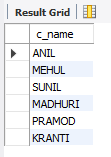 Result Grid
c_name
ANIL
MEHUL
SUNIL
MADHURI
PRAMOD
KRANTI